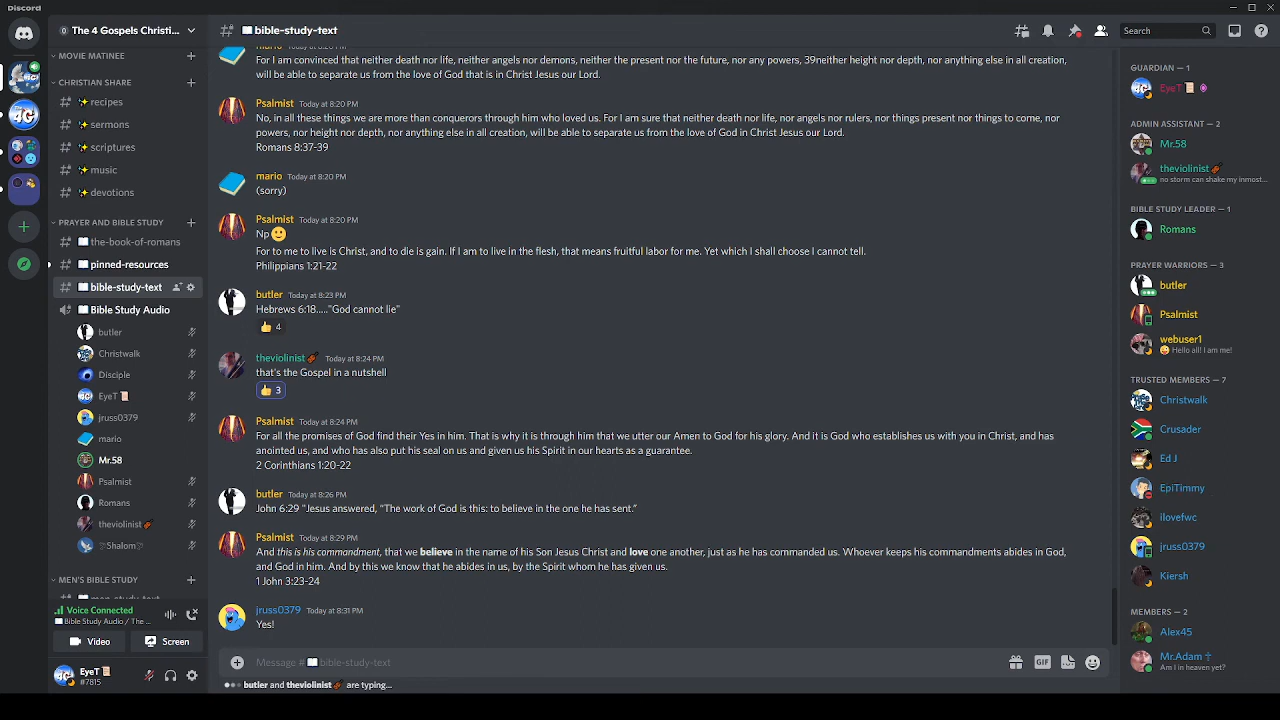 Discord
The 4 Gospels Christi...
bible-study-text
Search
MOVIE MATINEE
CHRISTIAN SHARE
recipes
sermons
scriptures
music
devotions
PRAYER AND BIBLE STUDY
the-book-of-romans
pinned-resources
bible-study-text
Bible Study Audio
butler
Christwalk
Disciple
EyeT
jruss0379
mario
Mr.58
Psalmist
Romans
theviolinist
♡Shalom♡
MEN'S BIBLE STUDY
Voice Connected
Bible Study Audio / The ...
Video
Screen
EyeT
#7815
mario Today at 8:20 PM
For I am convinced that neither death nor life, neither angels nor demons, neither the present nor the future, nor any powers, 39neither height nor depth, nor anything else in all creation,
will be able to separate us from the love of God that is in Christ Jesus our Lord.
Psalmist Today at 8:20 PM
No, in all these things we are more than conquerors through him who loved us. For I am sure that neither death nor life, nor angels nor rulers, nor things present nor things to come, nor
powers, nor height nor depth, nor anything else in all creation, will be able to separate us from the love of God in Christ Jesus our Lord.
Romans 8:37-39
mario Today at 8:20 PM
(sorry)
Psalmist Today at 8:20 PM
Np
For to me to live is Christ, and to die is gain. If I am to live in the flesh, that means fruitful labor for me. Yet which I shall choose I cannot tell.
Philippians 1:21-22
butler Today at 8:23 PM
Hebrews 6:18....."God cannot lie"
4
theviolinist Today at 8:24 PM
that's the Gospel in a nutshell
3
Psalmist Today at 8:24 PM
For all the promises of God find their Yes in him. That is why it is through him that we utter our Amen to God for his glory. And it is God who establishes us with you in Christ, and has
anointed us, and who has also put his seal on us and given us his Spirit in our hearts as a guarantee.
2 Corinthians 1:20-22
butler Today at 8:26 PM
John 6:29 "Jesus answered, "The work of God is this: to believe in the one he has sent."
Psalmist Today at 8:29 PM
And this is his commandment, that we believe in the name of his Son Jesus Christ and love one another, just as he has commanded us. Whoever keeps his commandments abides in God,
and God in him. And by this we know that he abides in us, by the Spirit whom he has given us.
1 John 3:23-24
jruss0379 Today at 8:31 PM
Yes!
Message # bible-study-text
GIF
butler and theviolinist are typing...
GUARDIAN — 1
EyeT
ADMIN ASSISTANT — 2
Mr.58
theviolinist
no storm can shake my inmost...
BIBLE STUDY LEADER — 1
Romans
PRAYER WARRIORS — 3
butler
Psalmist
webuser1
Hello all! I am me!
TRUSTED MEMBERS — 7
Christwalk
Crusader
Ed J
EpiTimmy
ilovefwc
jruss0379
Kiersh
MEMBERS — 2
Alex45
Mr.Adam ✝
Am I in heaven yet?